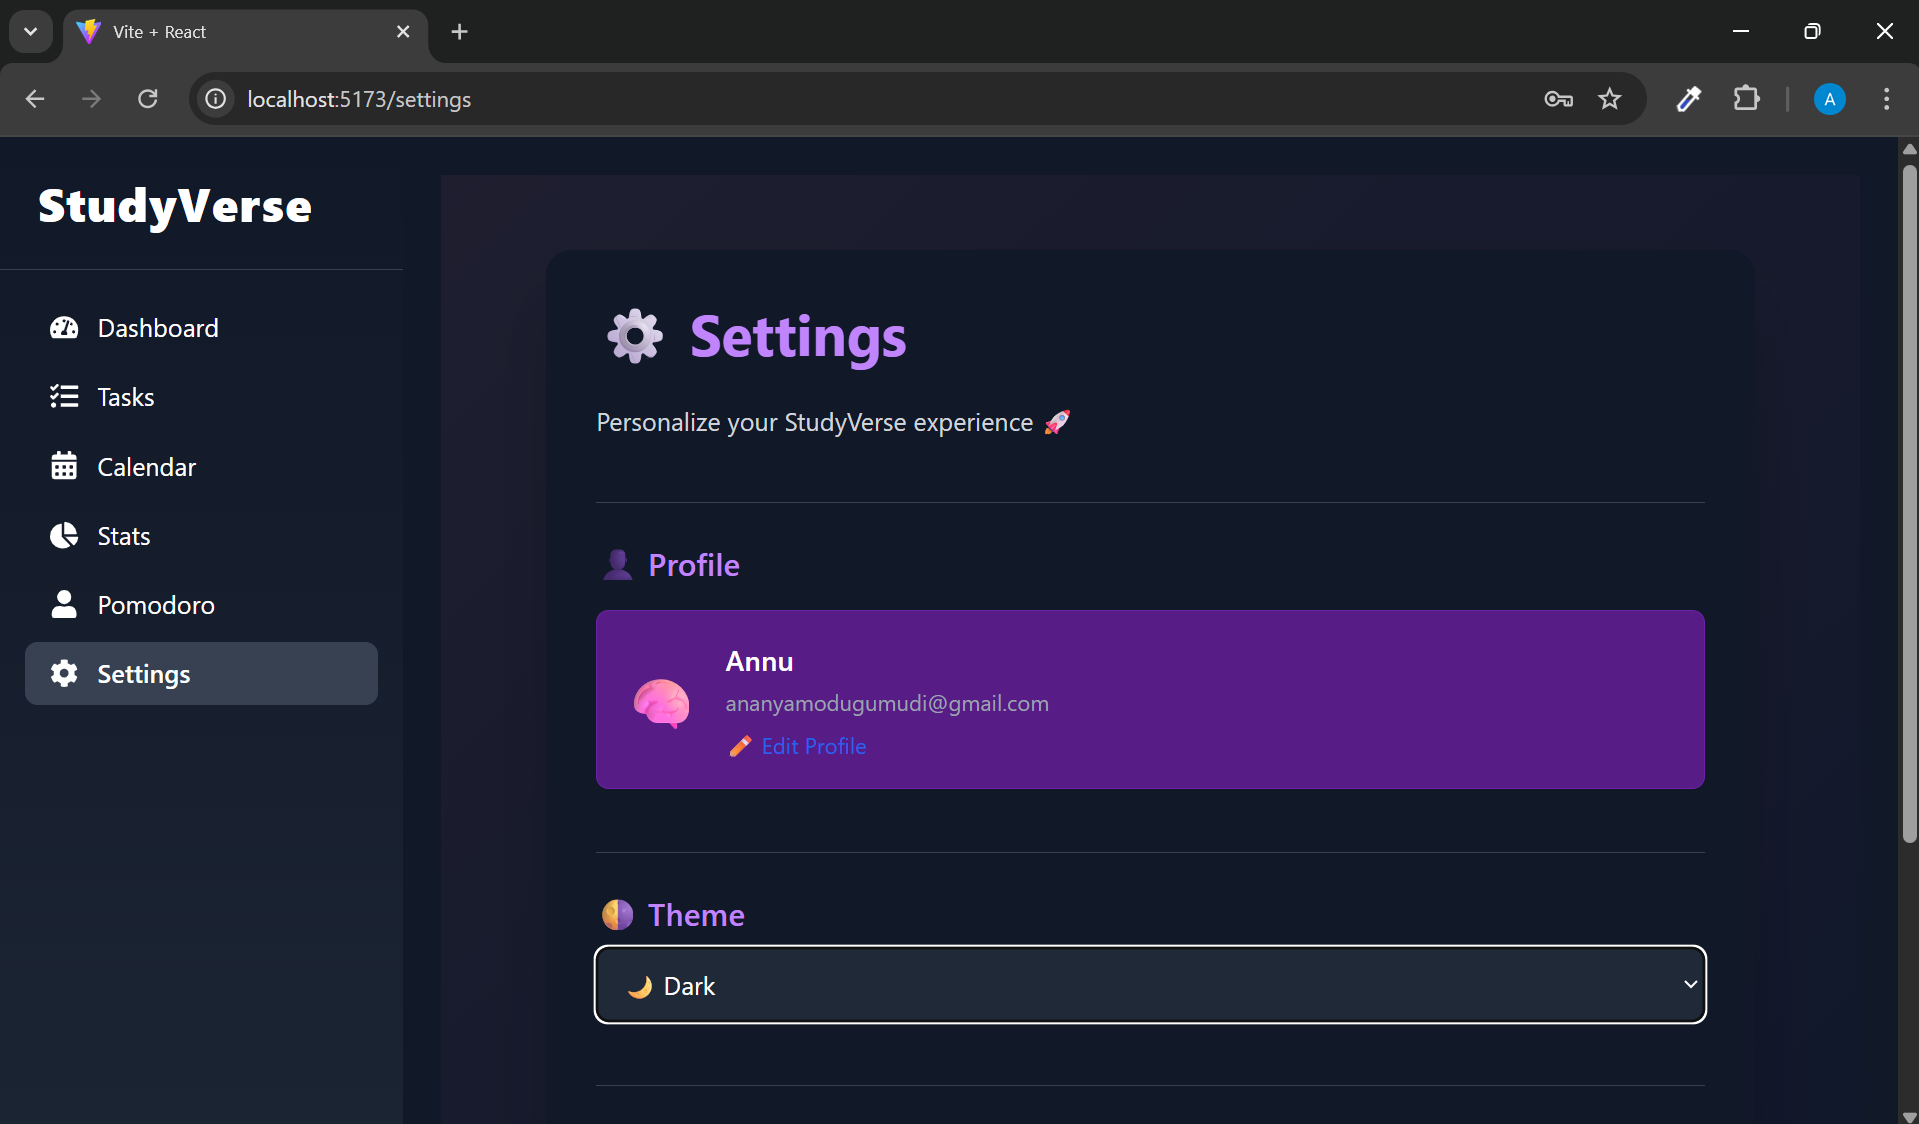 Vite + React
localhost:5173/settings
A
StudyVerse
Dashboard
Tasks
Calendar
Stats
Pomodoro
Settings
Settings
Personalize your StudyVerse experience 🚀
Profile
Annu
ananyamodugumudi@gmail.com
Edit Profile
Theme
Dark